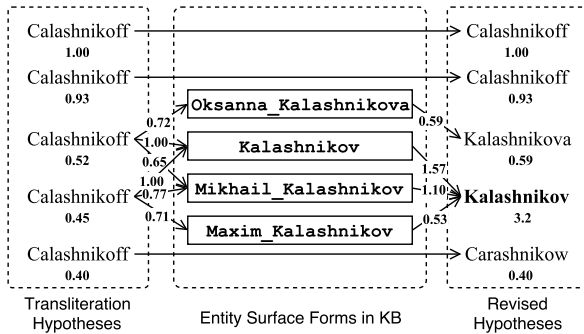 Calashnikoff
1.00
Calashnikoff
0.93
Calashnikoff
0.52
Calashnikoff
0.45
Calashnikoff
0.40
Transliteration
Hypotheses
0.72
1.00
0.65
1.00
0.77
0.71
Oksanna_Kalashnikova
Kalashnikov
Mikhail_Kalashnikov
Maxim_Kalashnikov
Entity Surface Forms in KB
0.59
1.57
1.10
0.53
Calashnikoff
1.00
Calashnikoff
0.93
Kalashnikova
0.59
Kalashnikov
3.2
Carashnikow
0.40
Revised
Hypotheses